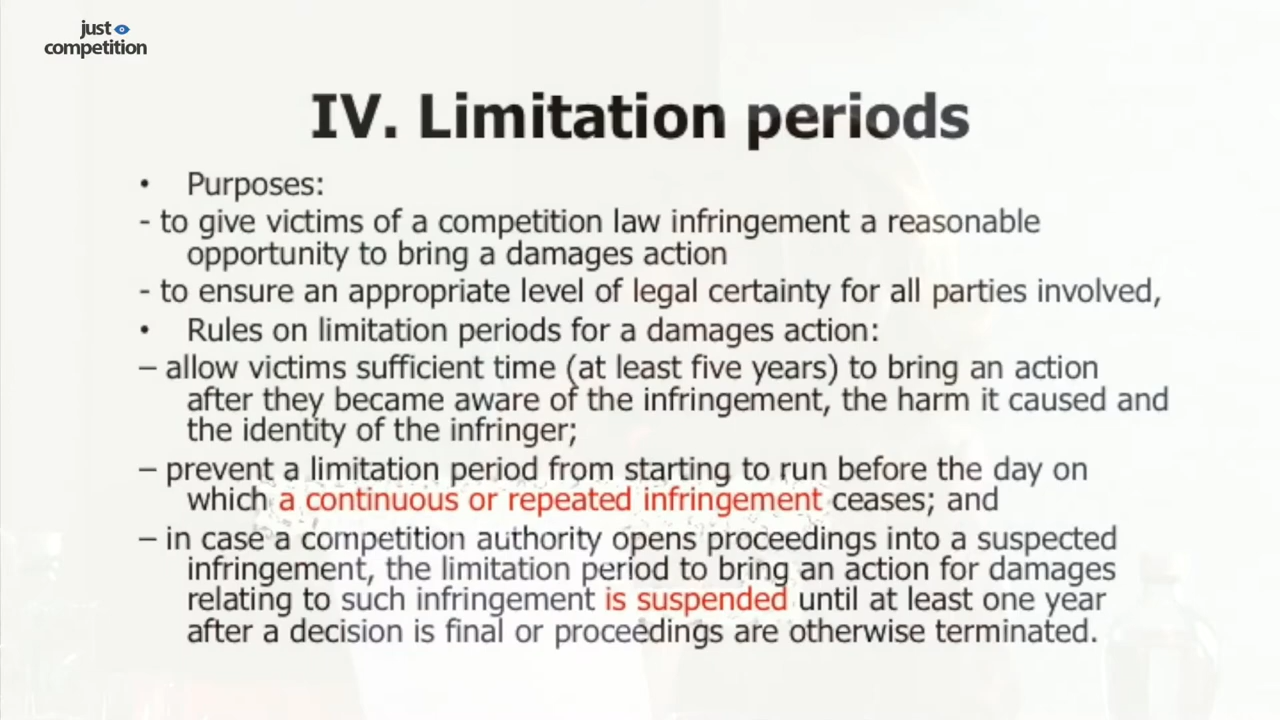 just
competition
IV. Limitation periods
• Purposes:
- to give victims of a competition law infringement a reasonable
opportunity to bring a damages action
- to ensure an appropriate level of legal certainty for all parties involved,
• Rules on limitation periods for a damages action:
– allow victims sufficient time (at least five years) to bring an action
after they became aware of the infringement, the harm it caused and
the identity of the infringer;
– prevent a limitation period from starting to run before the day on
which a continuous or repeated infringement ceases; and
– in case a competition authority opens proceedings into a suspected
infringement, the limitation period to bring an action for damages
relating to such infringement is suspended until at least one year
after a decision is final or proceedings are otherwise terminated.